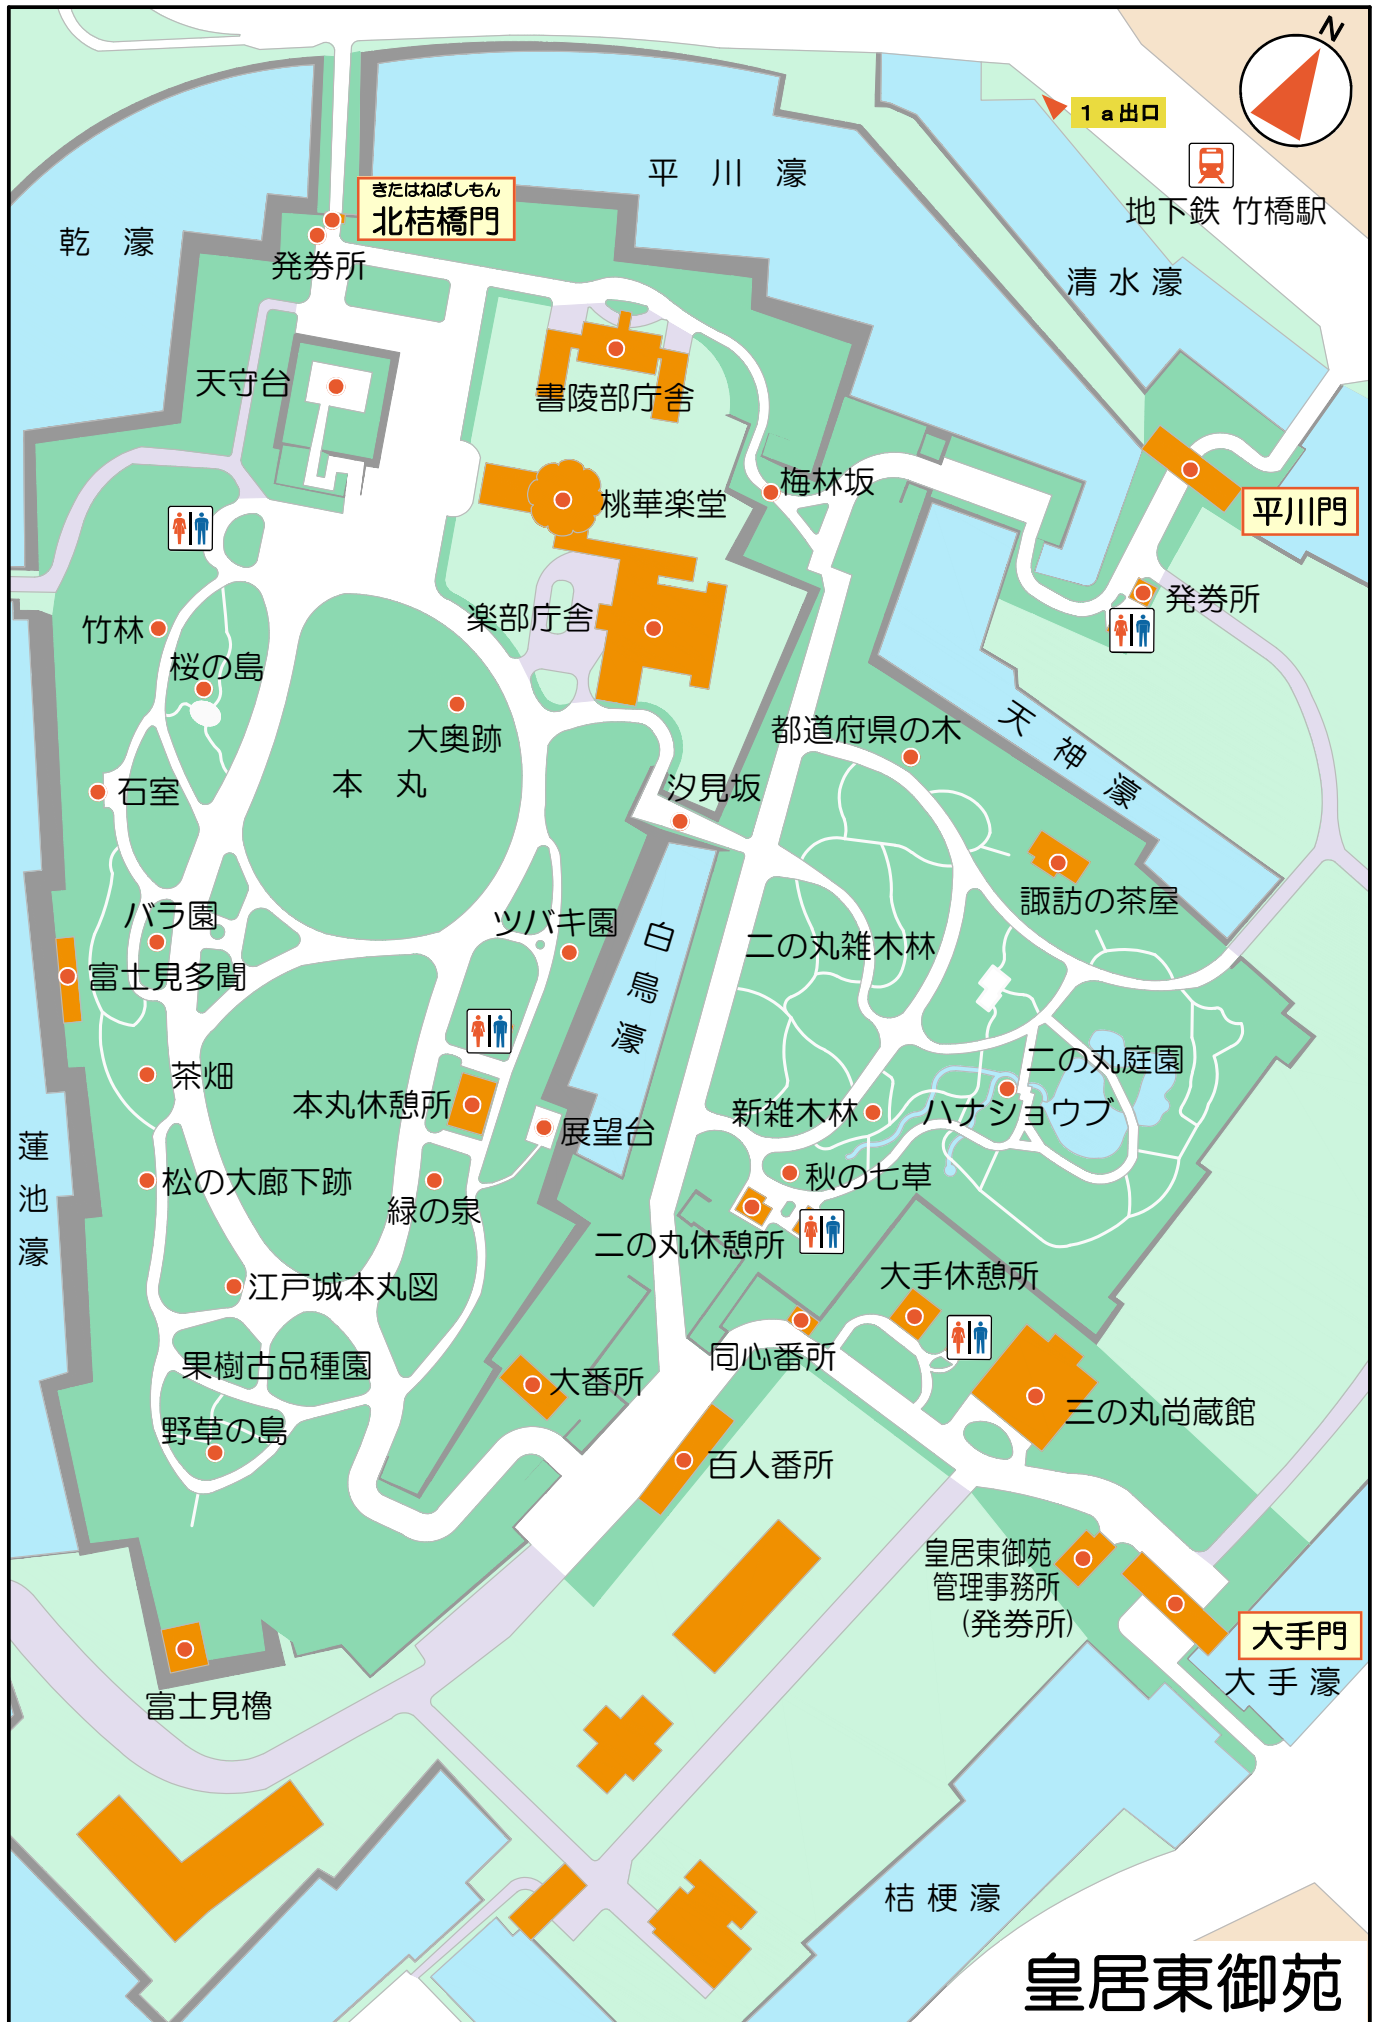 N
1a出口
平川濠
地下鉄 竹橋駅
きたはねばしもん
北桔橋門
乾濠
発券所
清水濠
天守台
書陵部庁舎
梅林坂
桃華楽堂
平川門
発券所
楽部庁舎
竹林
桜の島
天神濠
大奥跡
都道府県の木
本丸
石室
汐見坂
諏訪の茶屋
バラ園
ツバキ園
白鳥濠
二の丸雑木林
富士見多聞
茶畑
二の丸庭園
本丸休憩所
展望台
新雑木林
ハナショウブ
蓮池濠
松の大廊下跡
緑の泉
秋の七草
二の丸休憩所
江戸城本丸図
大手休憩所
同心番所
果樹古品種園
大番所
三の丸尚蔵館
野草の島
百人番所
皇居東御苑
管理事務所
(発券所)
大手門
大手濠
富士見櫓
桔梗濠
皇居東御苑